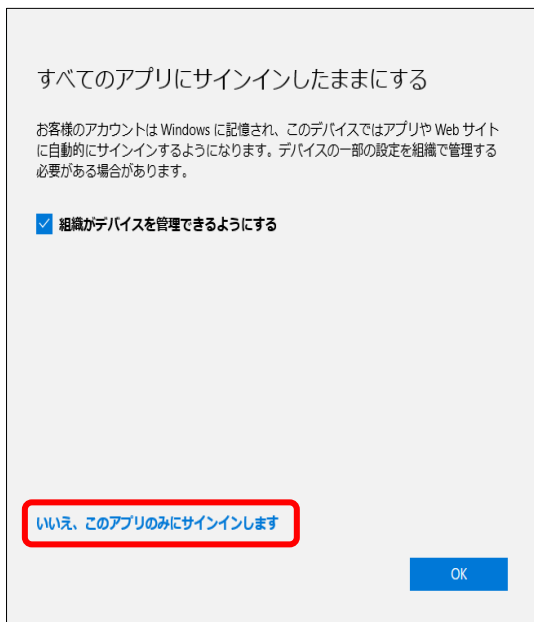 すべてのアプリにサインインしたままにする
お客様のアカウントは Windows に記憶され、このデバイスではアプリや Web サイト
に自動的にサインインするようになります。デバイスの一部の設定を組織で管理する
必要がある場合があります。
組織がデバイスを管理できるようにする
いいえ、このアプリのみにサインインします
OK